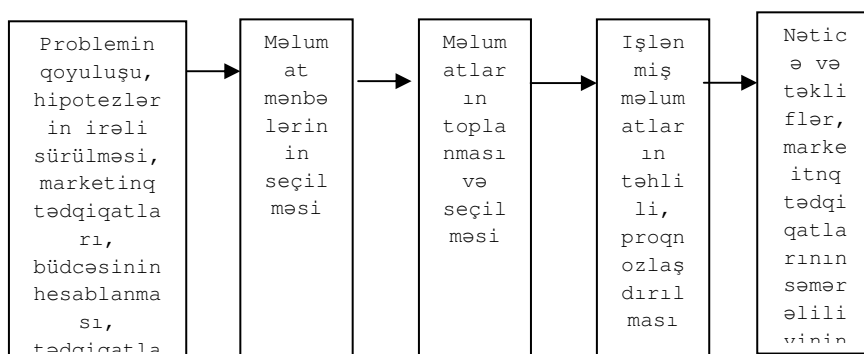 Problemin
qoyuluşu,
hipotezlər
in irəli
sürülməsi,
marketinq
tədqiqatla
rı,
büdcəsinin
hesablanma
sı,
tədqiqatla
Məlum
at
mənbə
lərin
in
seçil
məsi
Məlum
atlar
ın
topla
nması
və
seçil
məsi
Işlən
miş
məlum
atlar
ın
təhli
li,
proqn
ozlaş
dırıl
ması
Nətic
ə və
təkli
flər,
marke
itnq
tədqi
qatla
rının
səmər
əlili
yinin